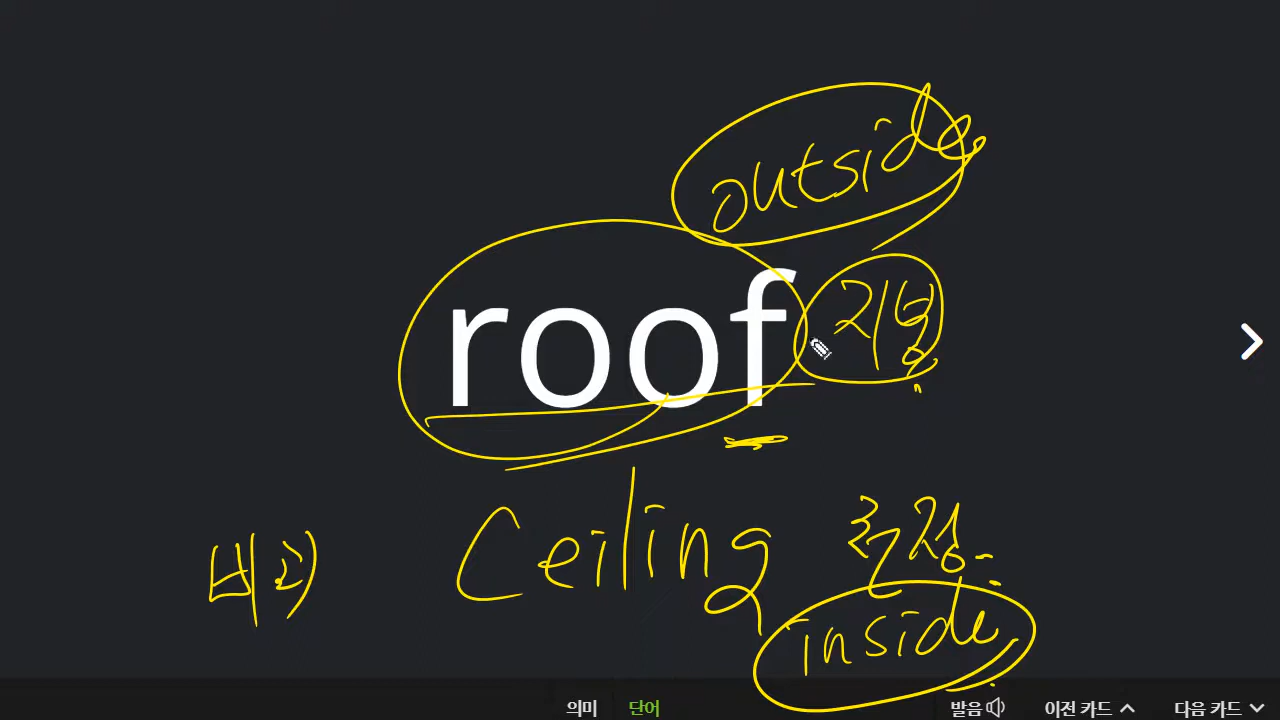 outside
roof 지붕
비교) Ceiling 천정
inside
의미 단어 발음 이전 카드 다음 카드